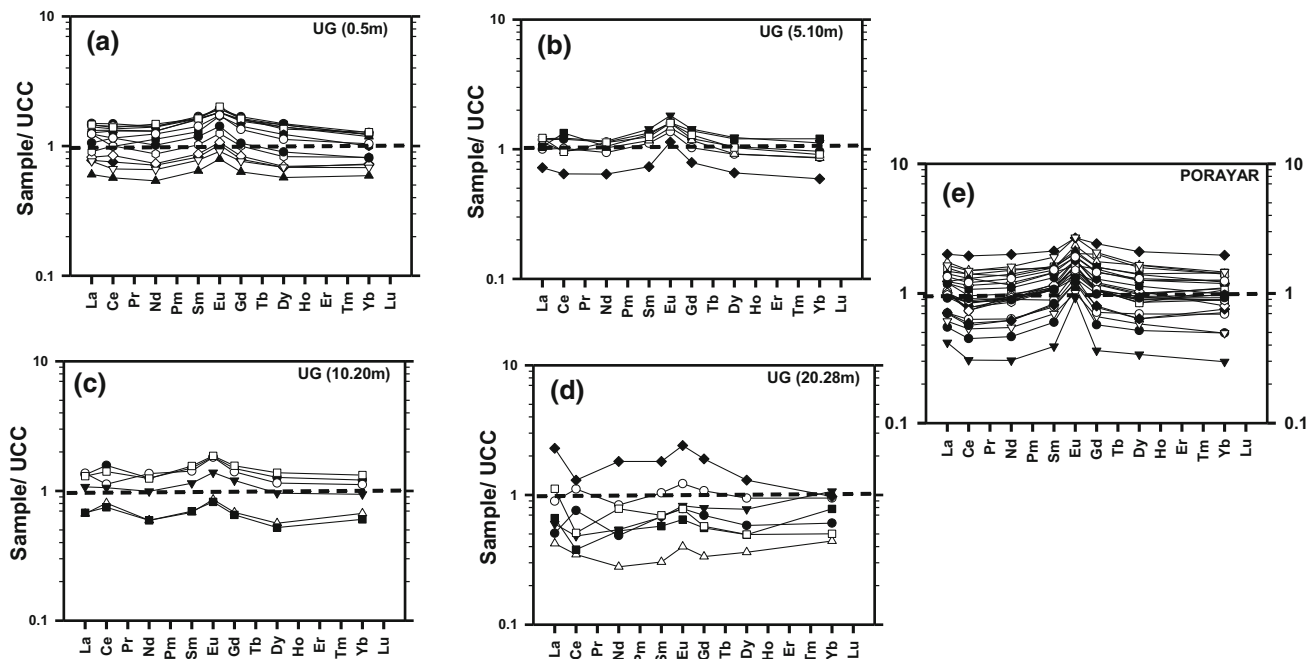 (a)
UG (0.5m)
10
1
0.1
Sample/ UCC
La Ce Pr Nd Pm Sm Eu Gd Tb Dy Ho Er Tm Yb Lu
(b)
UG (5.10m)
10
1
0.1
Sample/ UCC
La Ce Pr Nd Pm Sm Eu Gd Tb Dy Ho Er Tm Yb Lu
(c)
UG (10.20m)
10
1
0.1
Sample/ UCC
La Ce Pr Nd Pm Sm Eu Gd Tb Dy Ho Er Tm Yb Lu
(d)
UG (20.28m)
10
1
0.1
Sample/ UCC
La Ce Pr Nd Pm Sm Eu Gd Tb Dy Ho Er Tm Yb Lu
(e)
PORAYAR
10
1
0.1
10
1
0.1
La Ce Pr Nd Pm Sm Eu Gd Tb Dy Ho Er Tm Yb Lu